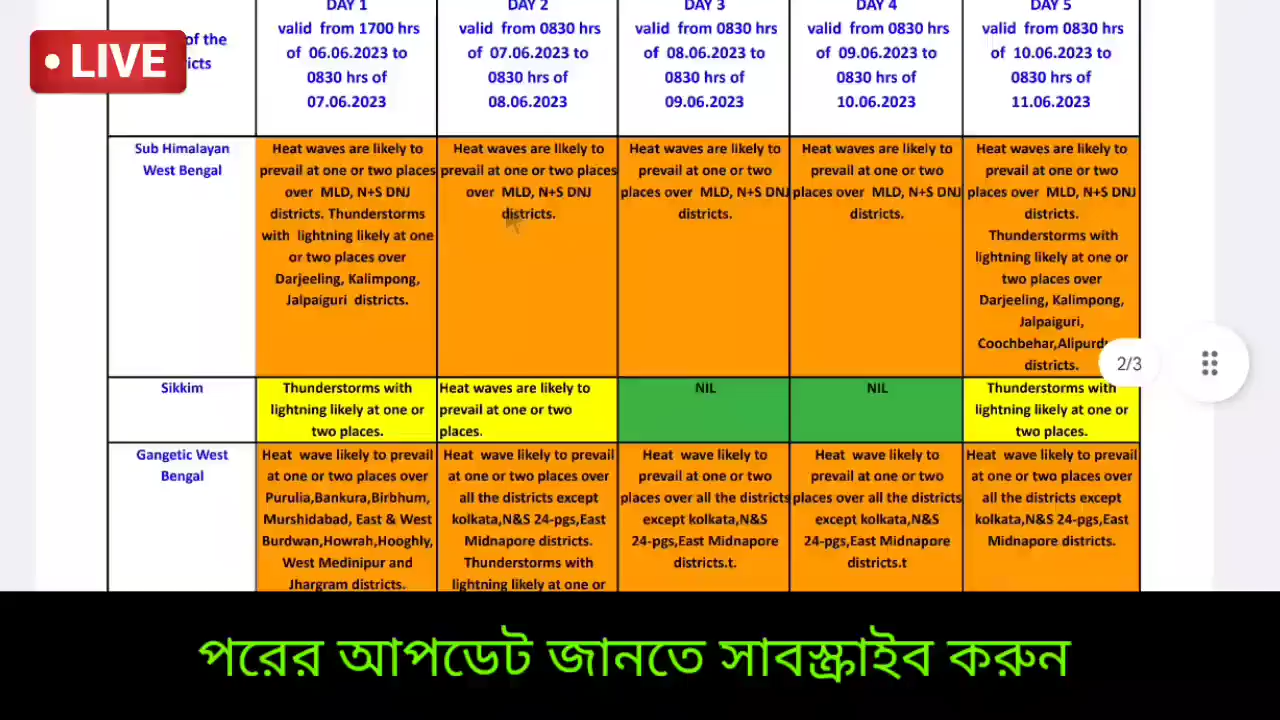 LIVE
of the
icts
DAY 1
valid from 1700 hrs
of 06.06.2023 to
0830 hrs of
07.06.2023
DAY 2
valid from 0830 hrs
of 07.06.2023 to
0830 hrs of
08.06.2023
DAY 3
valid from 0830 hrs
of 08.06.2023 to
0830 hrs of
09.06.2023
DAY 4
valid from 0830 hrs
of 09.06.2023 to
0830 hrs of
10.06.2023
DAY 5
valid from 0830 hrs
of 10.06.2023 to
0830 hrs of
11.06.2023
Sub Himalayan
West Bengal
Heat waves are likely to
prevail at one or two places
over MLD, N+S DNJ
districts. Thunderstorms
with lightning likely at one
or two places over
Darjeeling, Kalimpong,
Jalpaiguri districts.
Heat waves are likely to
prevail at one or two places
over MLD, N+S DNJ
districts.
Heat waves are likely to
prevail at one or two
places over MLD, N+S DNJ
districts.
Heat waves are likely to
prevail at one or two
places over MLD, N+S DNJ
districts.
Heat waves are likely to
prevail at one or two
places over MLD, N+S DNJ
districts.
Thunderstorms with
lightning likely at one or
two places over
Darjeeling, Kalimpong,
Jalpaiguri,
Coochbehar,Alipurdu
districts.
2/3
Sikkim
Thunderstorms with
lightning likely at one or
two places.
Heat waves are likely to
prevail at one or two
places.
NIL
NIL
Thunderstorms with
lightning likely at one or
two places.
Gangetic West
Bengal
Heat wave likely to prevail
at one or two places over
Purulia,Bankura,Birbhum,
Murshidabad, East & West
Burdwan,Howrah,Hooghly,
West Medinipur and
Jhargram districts.
Heat wave likely to prevail
at one or two places over
all the districts except
kolkata,N&S 24-pgs,East
Midnapore districts.
Thunderstorms with
lightning likely at one or
Heat wave likely to
prevail at one or two
places over all the districts
except kolkata,N&S
24-pgs,East Midnapore
districts.t.
Heat wave likely to
prevail at one or two
places over all the districts
except kolkata,N&S
24-pgs,East Midnapore
districts.t
Heat wave likely to prevail
at one or two places over
all the districts except
kolkata,N&S 24-pgs,East
Midnapore districts.
পরের আপডেট জানতে সাবস্ক্রাইব করুন